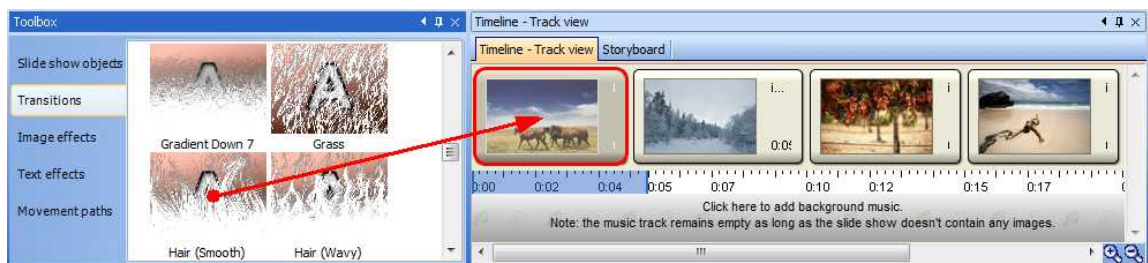 Toolbox
Slide show objects
Transitions
Image effects
Text effects
Movement paths
Gradient Down 7
Grass
Hair (Smooth)
Hair (Wavy)
Timeline - Track view
Timeline - Track view Storyboard
i...
0:05
0:00 0:02 0:04 0:05 0:07 0:10 0:12 0:15 0:17
Click here to add background music.
Note: the music track remains empty as long as the slide show doesn't contain any images.